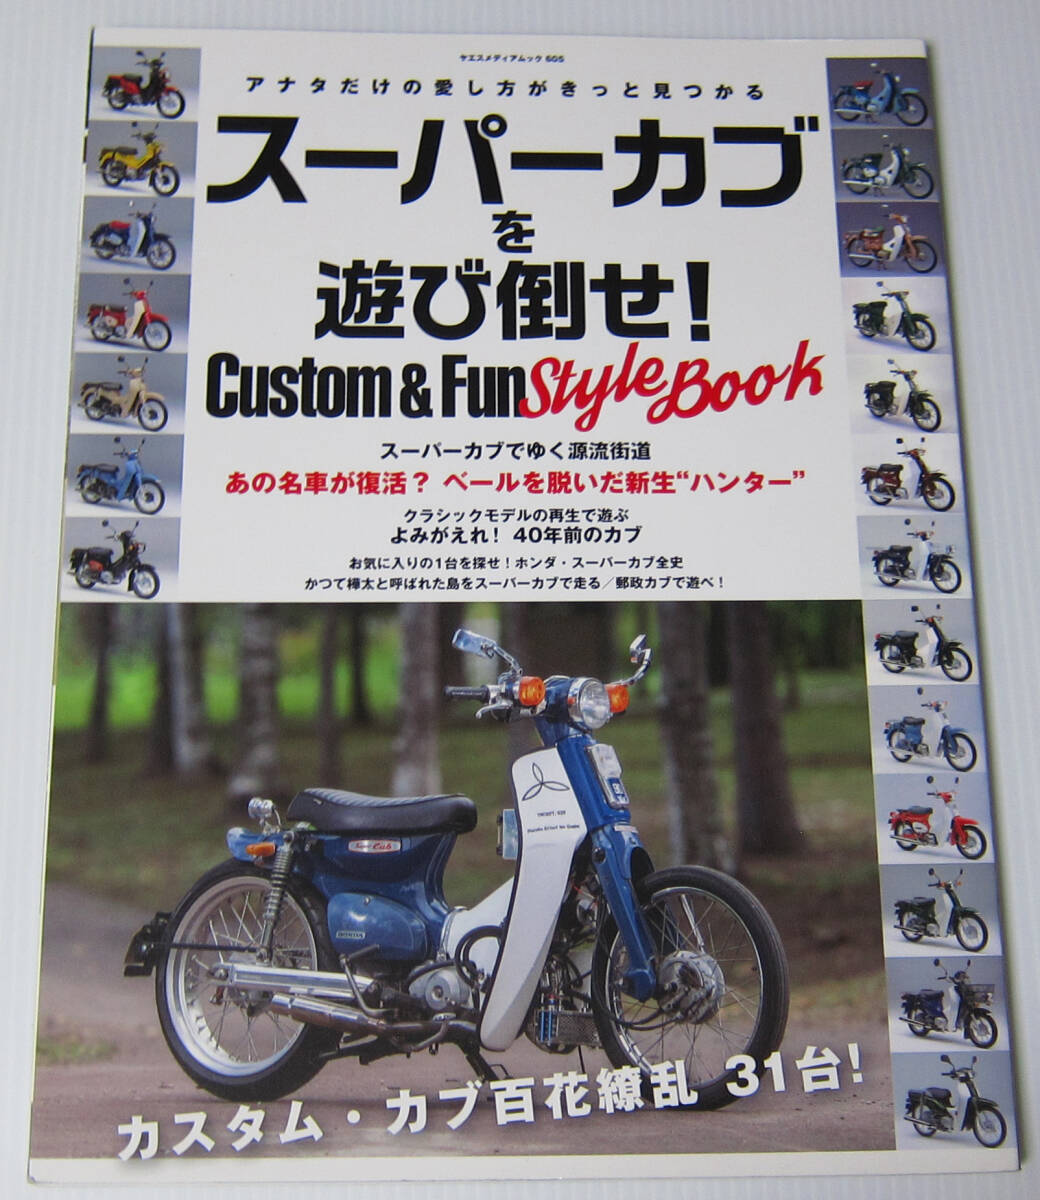 ヤエスメディアムック 605
アナタだけの愛し方がきっと見つかる
スーパーカブ
を
遊び倒せ!
Custom & Fun Style Book
スーパーカブでゆく源流街道
あの名車が復活? ベールを脱いだ新生“ハンター”
クラシックモデルの再生で遊ぶ
よみがえれ! 40年前のカブ
お気に入りの1台を探せ!ホンダ・スーパーカブ全史
かつて樺太と呼ばれた島をスーパーカブで走る/郵政カブで遊べ!
Super Cub
HONDA
カスタム・カブ百花繚乱 31台!